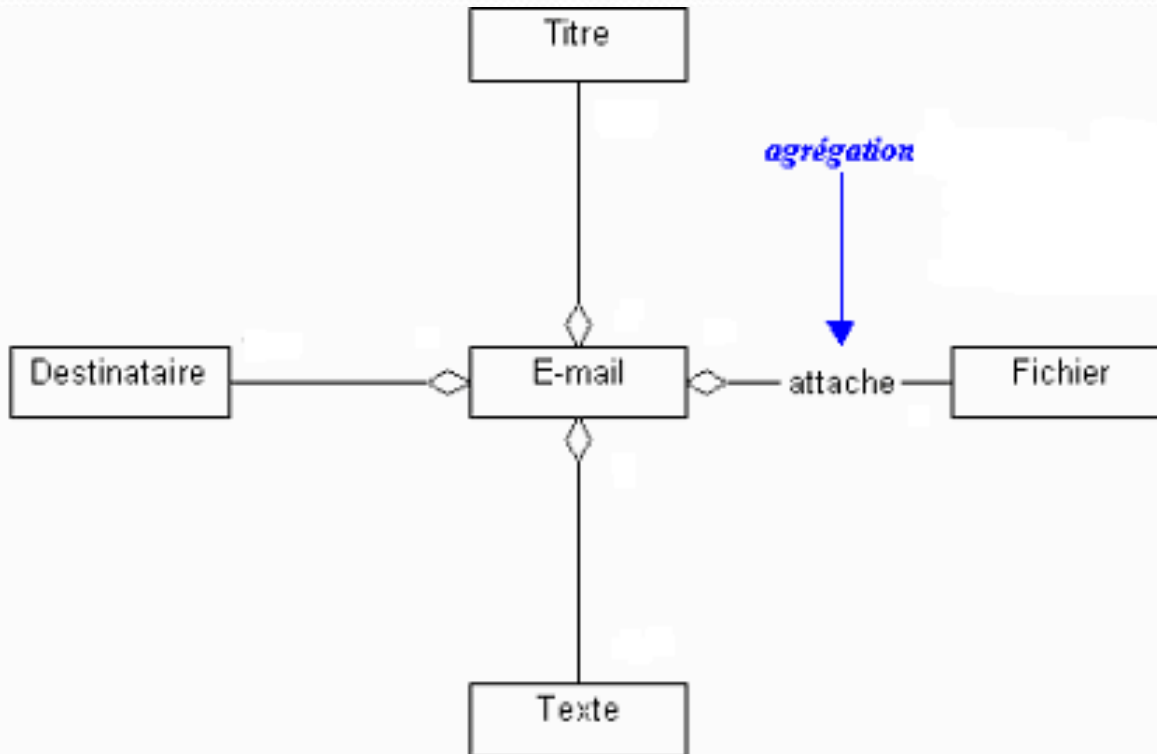 Titre
agrégation
Destinataire
E-mail
attache
Fichier
Texte